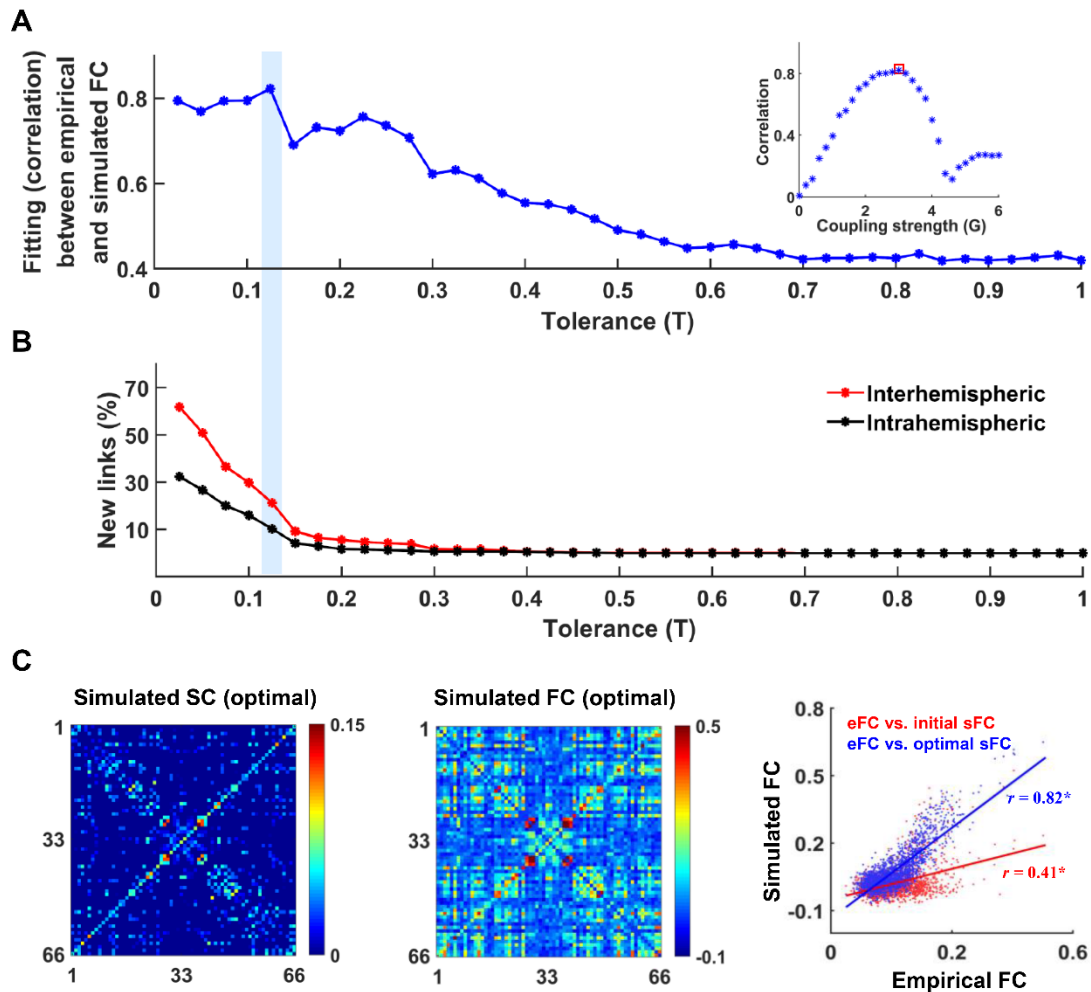 A
Fitting (correlation)
between empirical
and simulated FC
0.8
0.6
0.4
0 0.1 0.2 0.3 0.4 0.5 0.6 0.7 0.8 0.9 1
Tolerance (T)
Correlation
0.8
0.4
0
0 2 4 6
Coupling strength (G)
B
New links (%)
70
50
30
10
0 0.1 0.2 0.3 0.4 0.5 0.6 0.7 0.8 0.9 1
Tolerance (T)
Interhemispheric
Intrahemispheric
C
Simulated SC (optimal)
1
33
66
1 33 66
0.15
0
Simulated FC (optimal)
1
33
66
1 33 66
0.5
-0.1
Simulated FC
0.8
0.5
0.2
-0.1
eFC vs. initial sFC
eFC vs. optimal sFC
r = 0.82*
r = 0.41*
0 0.2 0.6
Empirical FC